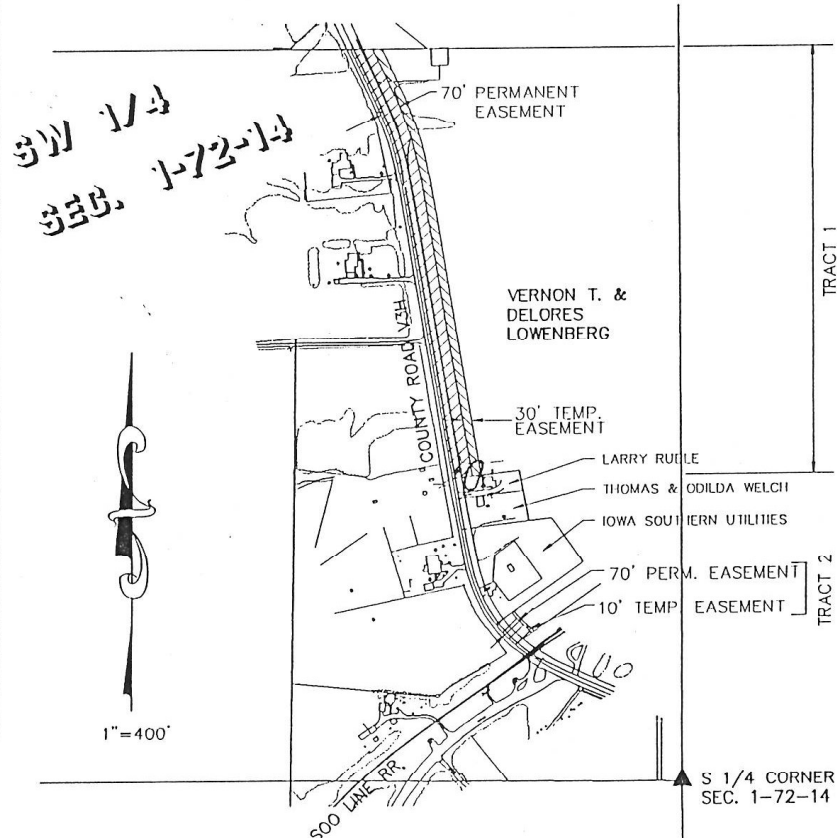 SW 1/4
SEC. 1-72-14
70' PERMANENT
EASEMENT
TRACT 1
VERNON T. &
DELORES
LOWENBERG
COUNTY ROAD V3H
30' TEMP.
EASEMENT
LARRY RUDLE
THOMAS & ODILDA WELCH
IOWA SOUTHERN UTILITIES
70' PERM. EASEMENT
10' TEMP. EASEMENT
TRACT 2
1"=400'
SOO LINE RR.
S 1/4 CORNER
SEC. 1-72-14